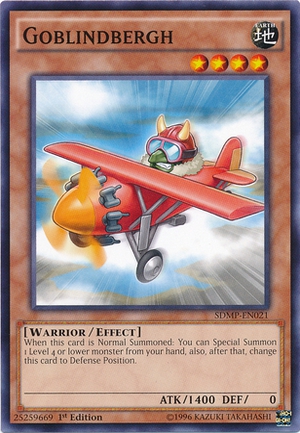 GOBLINDBERGH
EARTH
地
SDMP-EN021
[WARRIOR / EFFECT]
When this card is Normal Summoned: You can Special Summon
1 Level 4 or lower monster from your hand, also, after that, change
this card to Defense Position.
ATK/1400 DEF/ 0
25259669 1st Edition ©1996 KAZUKI TAKAHASHI